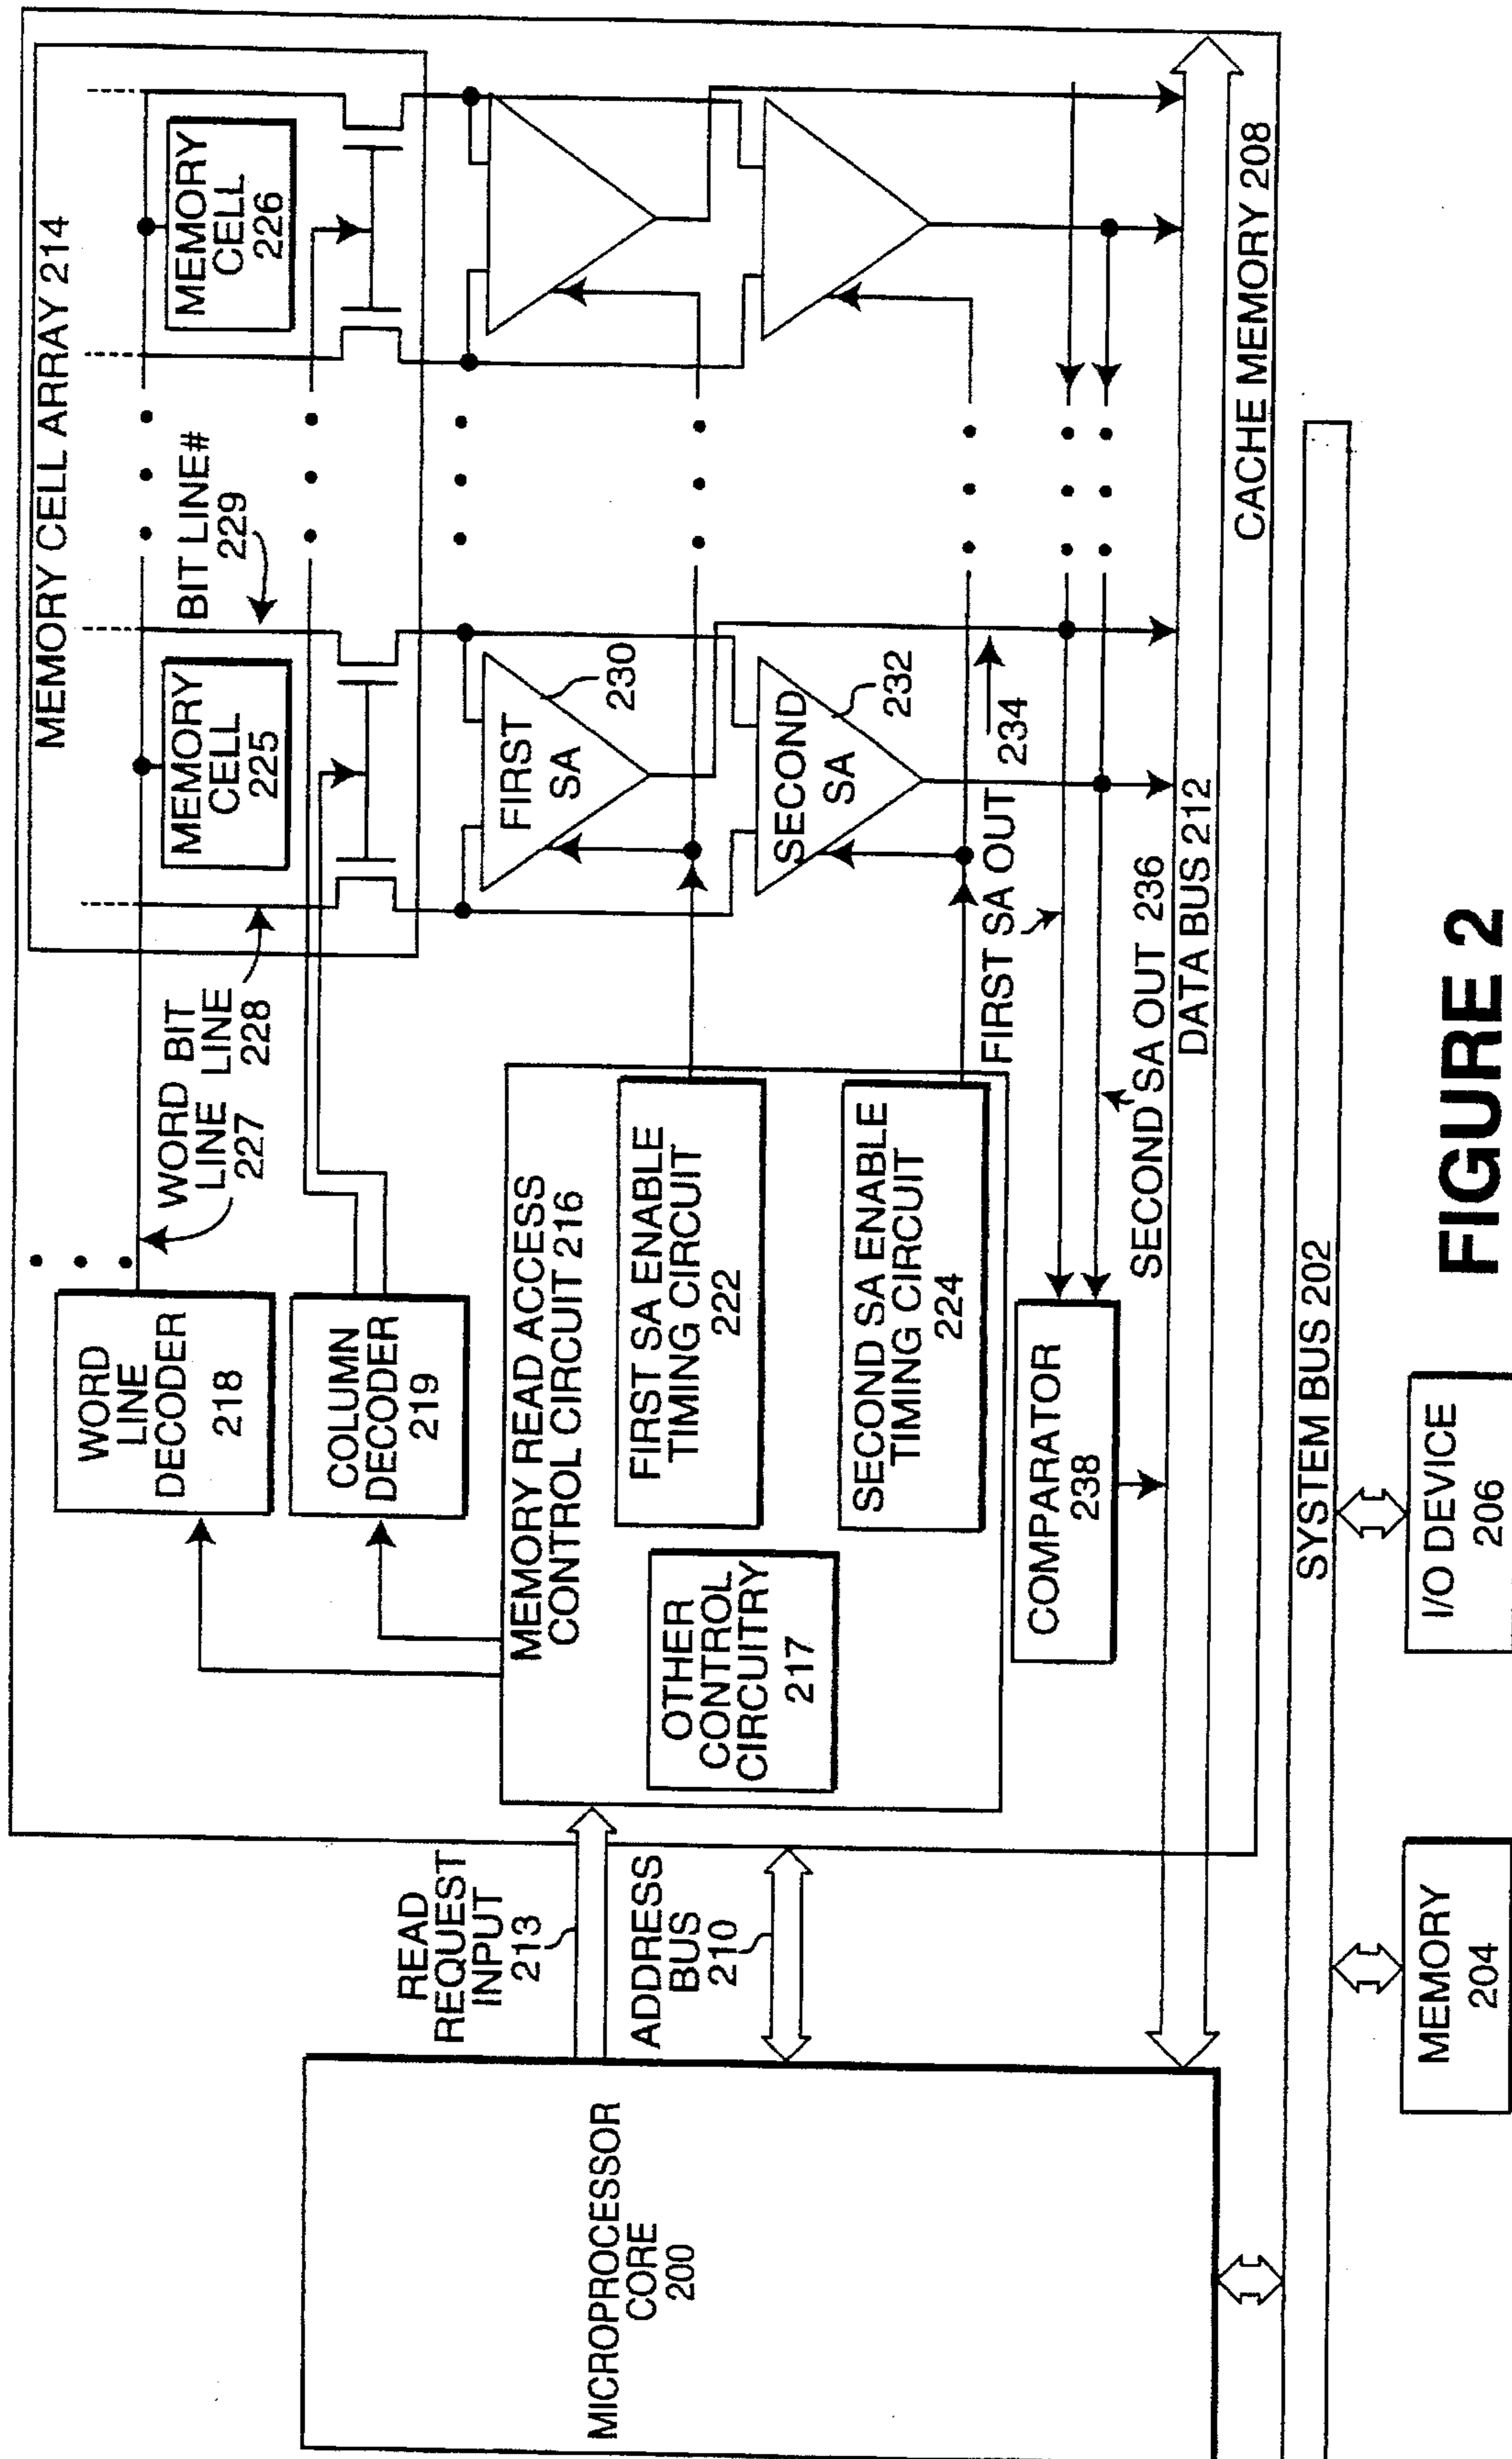 MEMORY CELL ARRAY 214
WORD
LINE
DECODER
218
COLUMN
DECODER
219
WORD
LINE
227
BIT
LINE
228
MEMORY
CELL
225
BIT LINE#
229
MEMORY
CELL
226
MEMORY READ ACCESS
CONTROL CIRCUIT 216
FIRST SA ENABLE
TIMING CIRCUIT
222
SECOND SA ENABLE
TIMING CIRCUIT
224
OTHER
CONTROL
CIRCUITRY
217
FIRST
SA
230
SECOND
SA
232
FIRST SA OUT
234
SECOND SA OUT 236
COMPARATOR
238
DATA BUS 212
CACHE MEMORY 208
READ
REQUEST
INPUT
213
ADDRESS
BUS
210
MICROPROCESSOR
CORE
200
SYSTEM BUS 202
MEMORY
204
I/O DEVICE
206
FIGURE 2